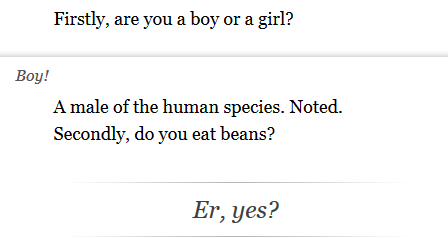 Firstly, are you a boy or a girl?
Boy!
A male of the human species. Noted.
Secondly, do you eat beans?
Er, yes?